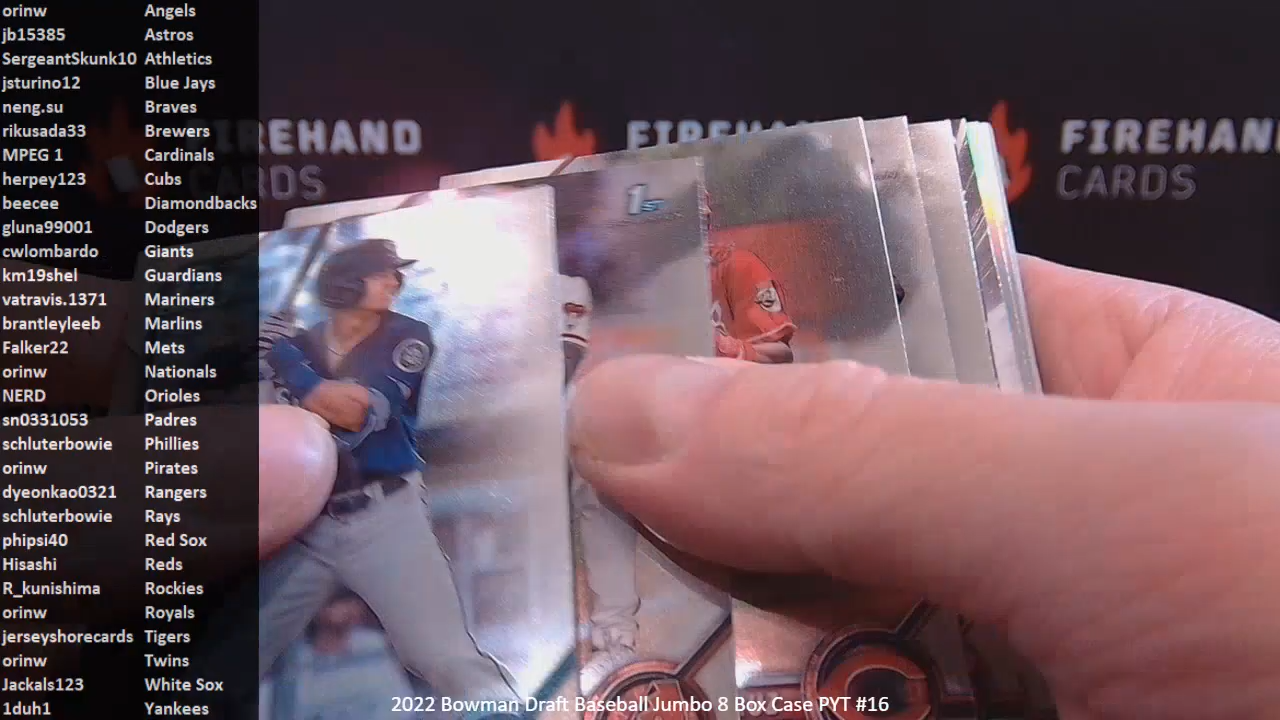 orinw Angels
jb15385 Astros
SergeantSkunk10 Athletics
jsturino12 Blue Jays
neng.su Braves
rikusada33 Brewers
MPEG 1 Cardinals
herpey123 Cubs
beecee Diamondbacks
gluna99001 Dodgers
cwlombardo Giants
km19shel Guardians
vatravis.1371 Mariners
brantleyleeb Marlins
Falker22 Mets
orinw Nationals
NERD Orioles
sn0331053 Padres
schluterbowie Phillies
orinw Pirates
dyeonkao0321 Rangers
schluterbowie Rays
phipsi40 Red Sox
Hisashi Reds
R_kunishima Rockies
orinw Royals
jerseyshorecards Tigers
orinw Twins
Jackals123 White Sox
1duh1 Yankees
FIREHAND
CARDS
FIREHAND
FIREHAN
CARDS
1ST
2022 Bowman Draft Baseball Jumbo 8 Box Case PYT #16